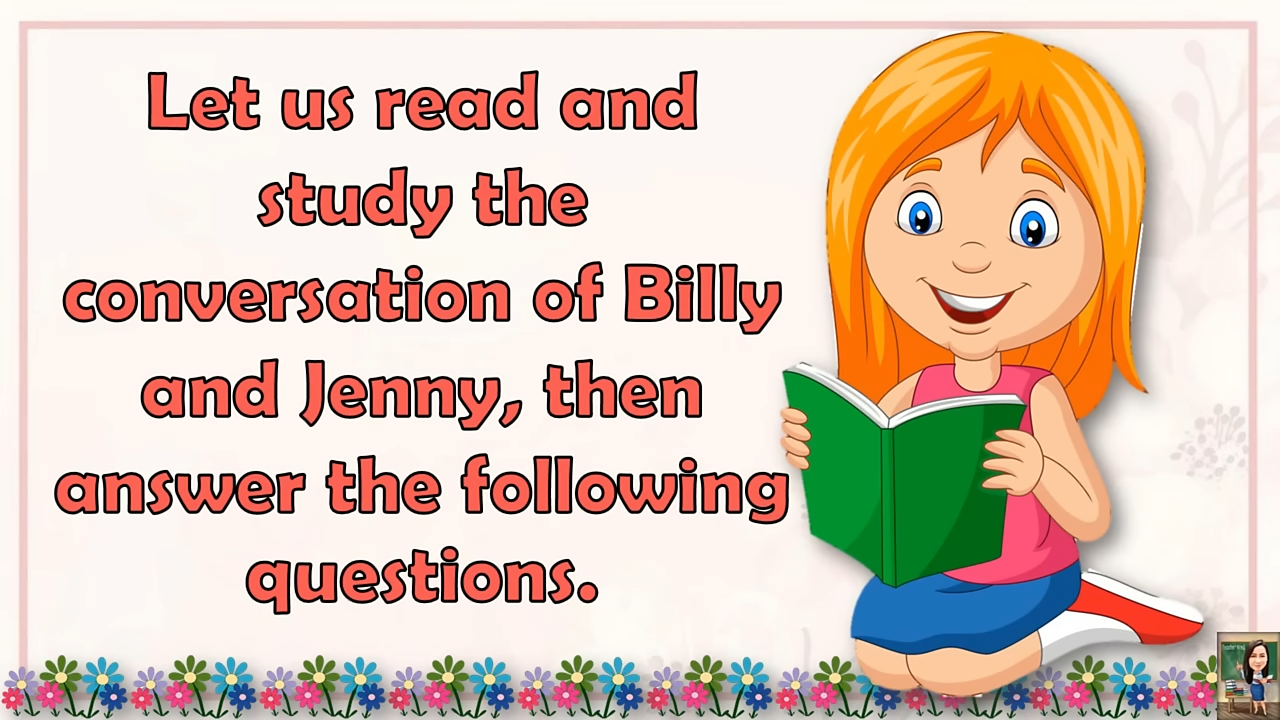 Let us read and
study the
conversation of Billy
and Jenny, then
answer the following
questions.